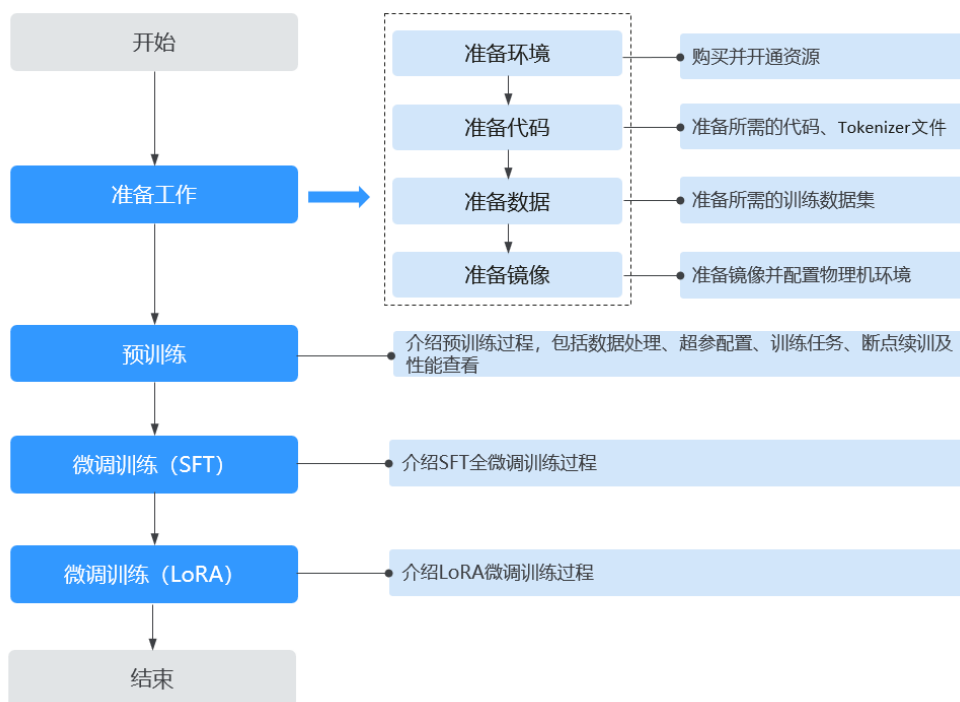 开始
准备工作
准备环境
购买并开通资源
准备代码
准备所需的代码、Tokenizer文件
准备数据
准备所需的训练数据集
准备镜像
准备镜像并配置物理机环境
预训练
介绍预训练过程，包括数据处理、超参配置、训练任务、断点续训及
性能查看
微调训练（SFT）
介绍SFT全微调训练过程
微调训练（LoRA）
介绍LoRA微调训练过程
结束